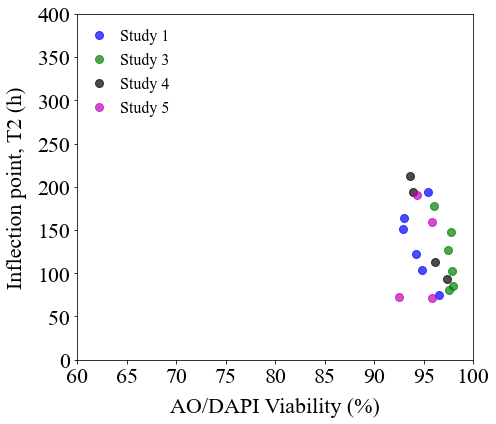 400
350
300
250
200
150
100
50
0
Inflection point, T2 (h)
Study 1
Study 3
Study 4
Study 5
60 65 70 75 80 85 90 95 100
AO/DAPI Viability (%)